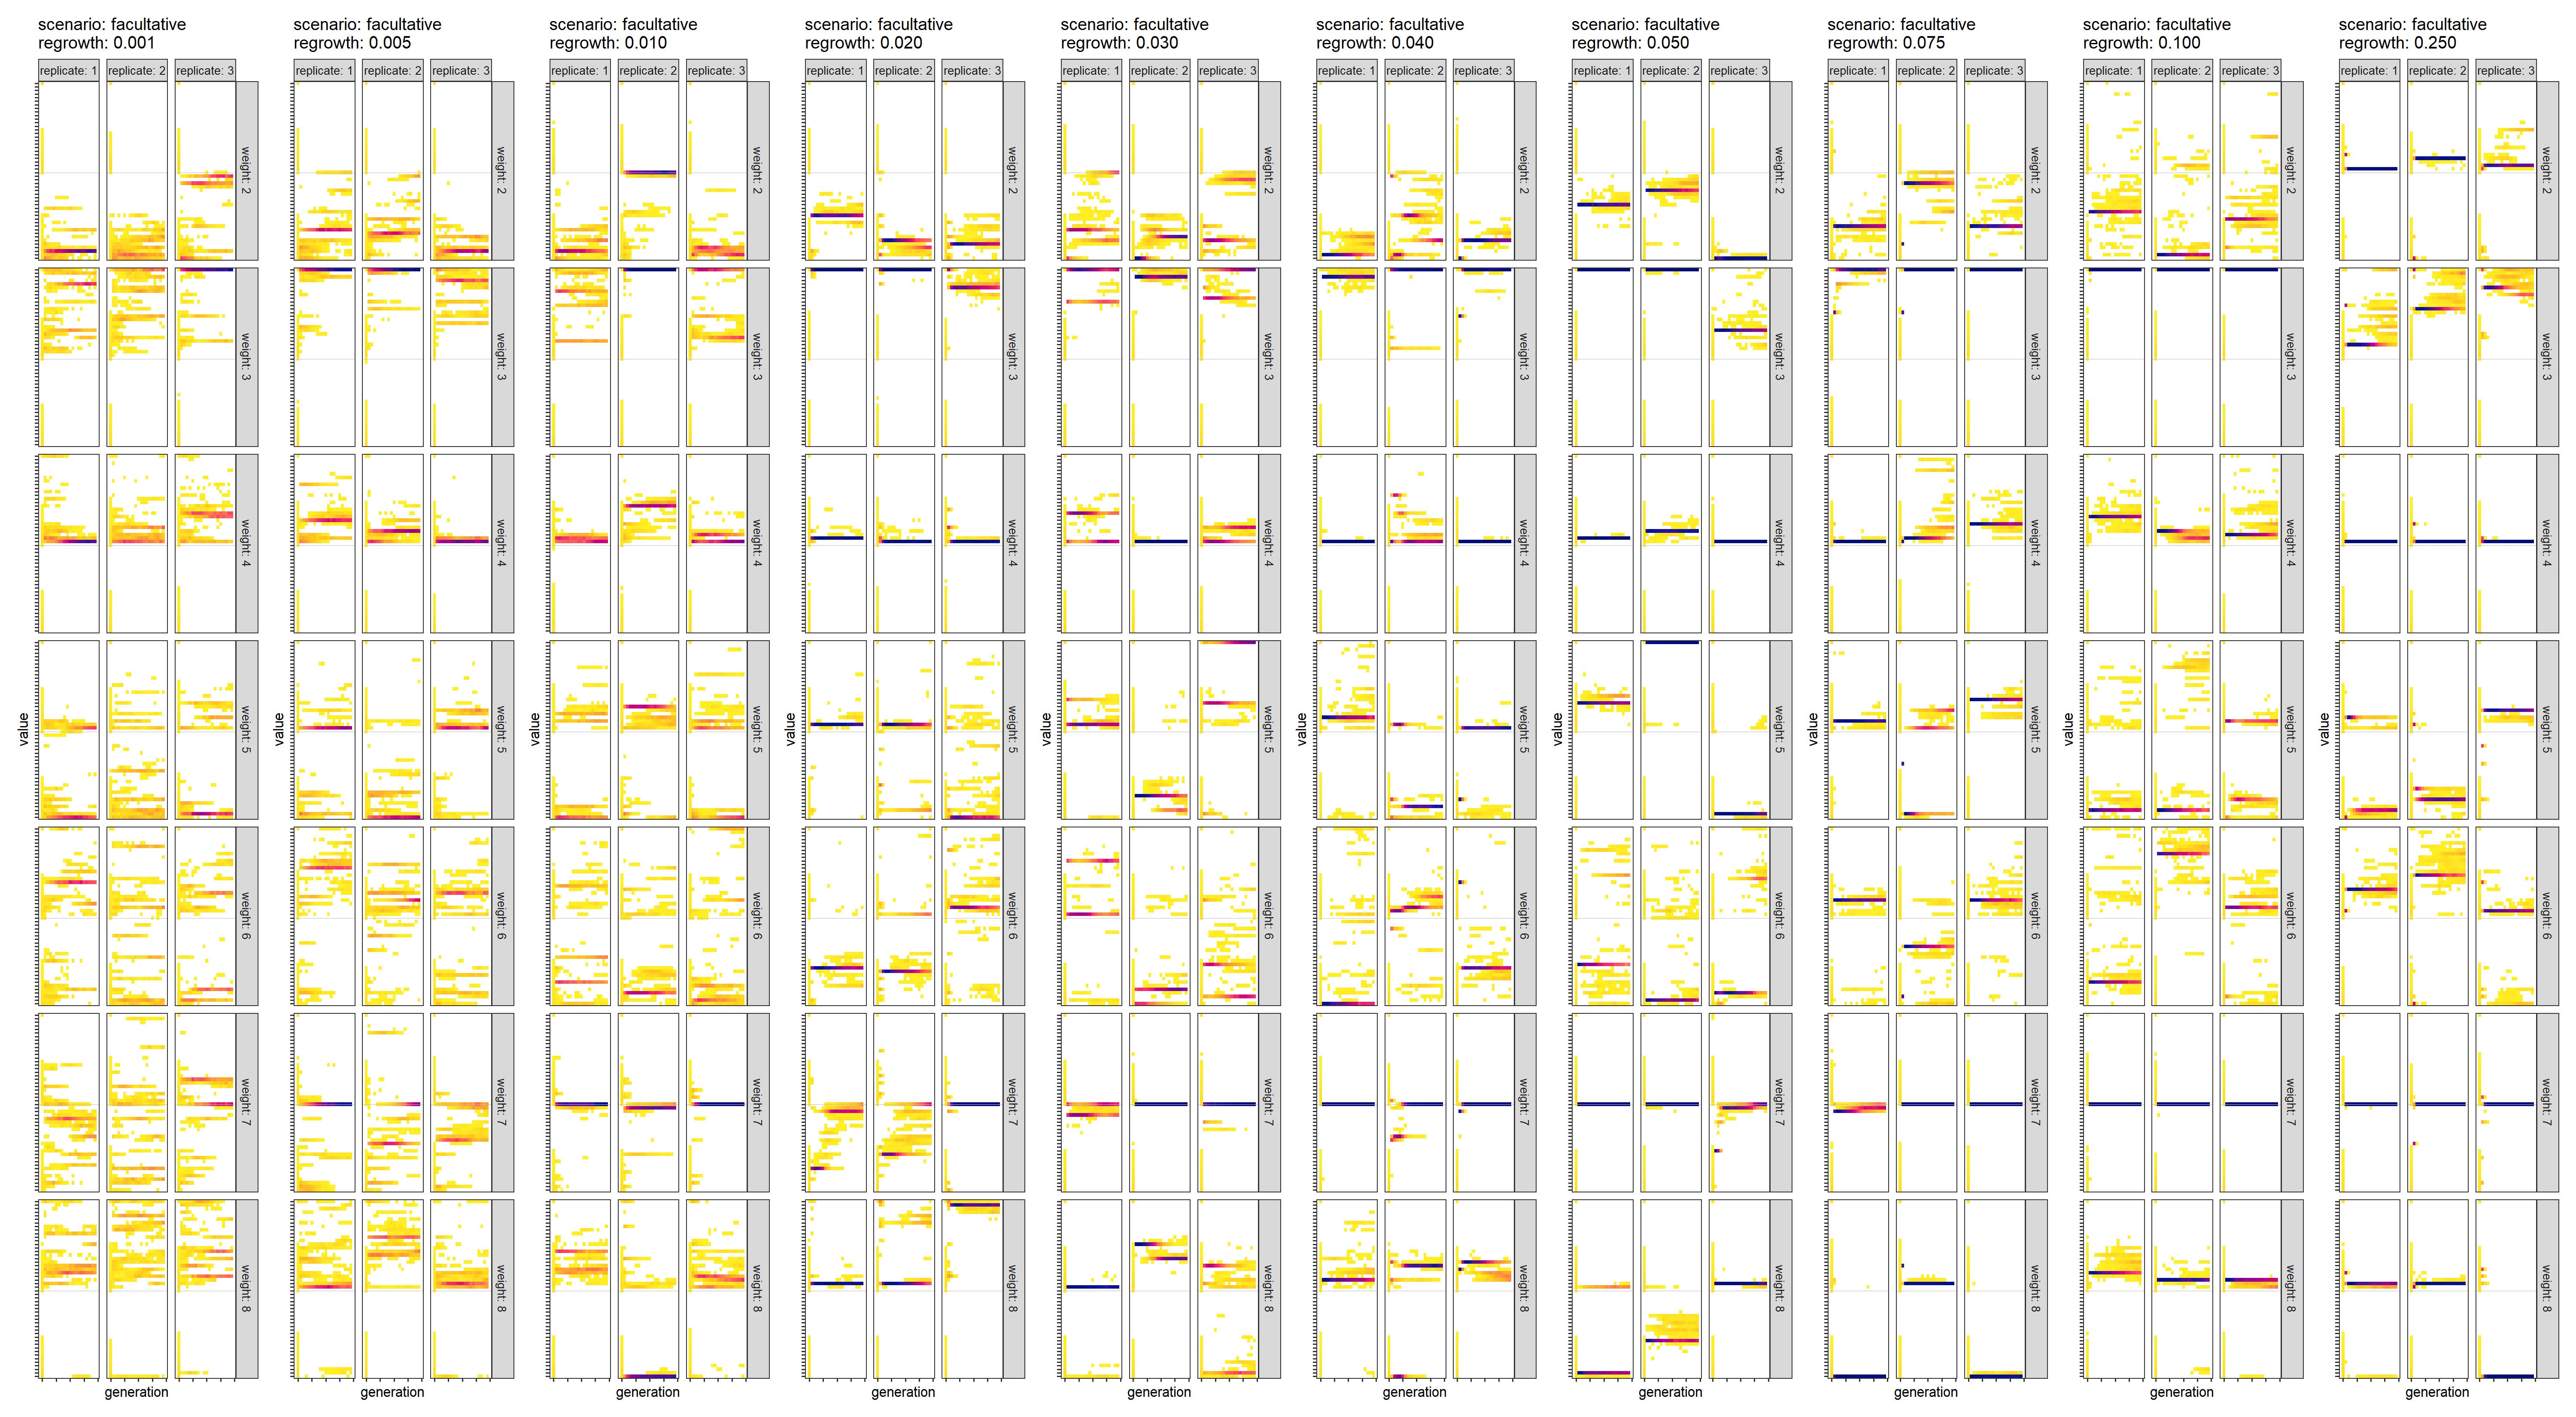 scenario: facultative
regrowth: 0.001
replicate: 1 replicate: 2 replicate: 3
weight: 2
weight: 3
weight: 4
weight: 5
weight: 6
weight: 7
weight: 8
value
generation
scenario: facultative
regrowth: 0.005
replicate: 1 replicate: 2 replicate: 3
weight: 2
weight: 3
weight: 4
weight: 5
weight: 6
weight: 7
weight: 8
value
generation
scenario: facultative
regrowth: 0.010
replicate: 1 replicate: 2 replicate: 3
weight: 2
weight: 3
weight: 4
weight: 5
weight: 6
weight: 7
weight: 8
value
generation
scenario: facultative
regrowth: 0.020
replicate: 1 replicate: 2 replicate: 3
weight: 2
weight: 3
weight: 4
weight: 5
weight: 6
weight: 7
weight: 8
value
generation
scenario: facultative
regrowth: 0.030
replicate: 1 replicate: 2 replicate: 3
weight: 2
weight: 3
weight: 4
weight: 5
weight: 6
weight: 7
weight: 8
value
generation
scenario: facultative
regrowth: 0.040
replicate: 1 replicate: 2 replicate: 3
weight: 2
weight: 3
weight: 4
weight: 5
weight: 6
weight: 7
weight: 8
value
generation
scenario: facultative
regrowth: 0.050
replicate: 1 replicate: 2 replicate: 3
weight: 2
weight: 3
weight: 4
weight: 5
weight: 6
weight: 7
weight: 8
value
generation
scenario: facultative
regrowth: 0.075
replicate: 1 replicate: 2 replicate: 3
weight: 2
weight: 3
weight: 4
weight: 5
weight: 6
weight: 7
weight: 8
value
generation
scenario: facultative
regrowth: 0.100
replicate: 1 replicate: 2 replicate: 3
weight: 2
weight: 3
weight: 4
weight: 5
weight: 6
weight: 7
weight: 8
value
generation
scenario: facultative
regrowth: 0.250
replicate: 1 replicate: 2 replicate: 3
weight: 2
weight: 3
weight: 4
weight: 5
weight: 6
weight: 7
weight: 8
value
generation